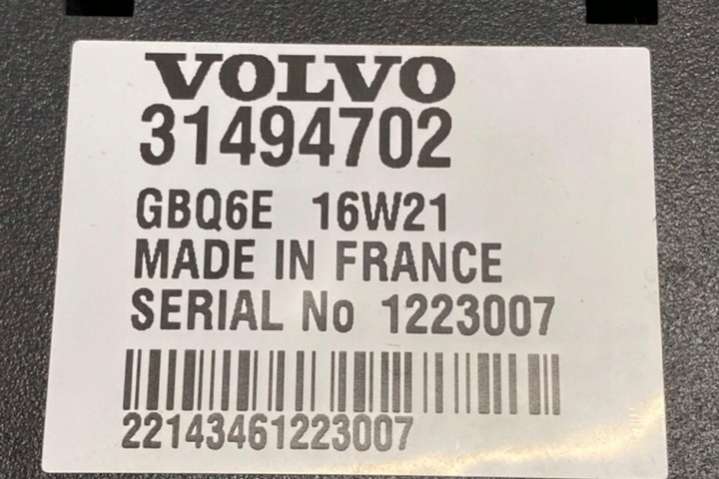 VOLVO
31494702
GBQ6E 16W21
MADE IN FRANCE
SERIAL No 1223007
22143461223007